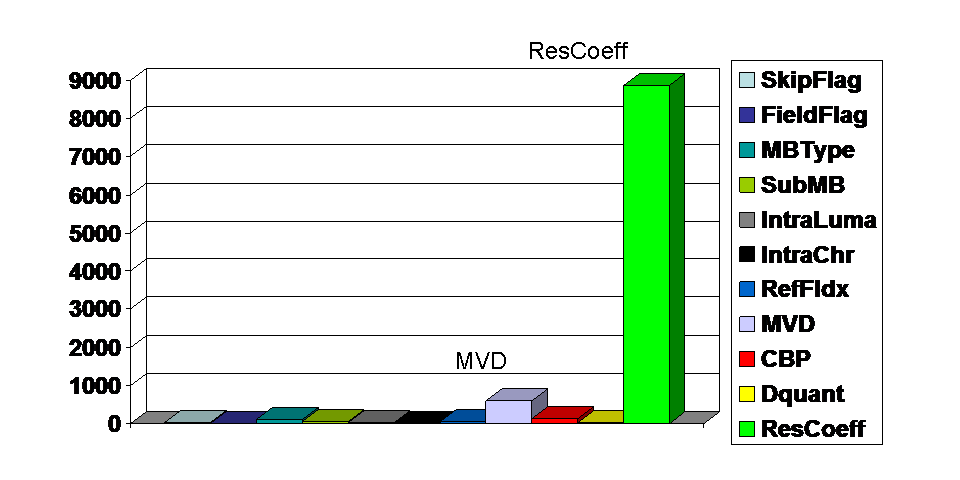 ResCoeff
9000
8000
7000
6000
5000
4000
3000
2000
1000
0
MVD
SkipFlag
FieldFlag
MBType
SubMB
IntraLuma
IntraChr
RefFIdx
MVD
CBP
Dquant
ResCoeff